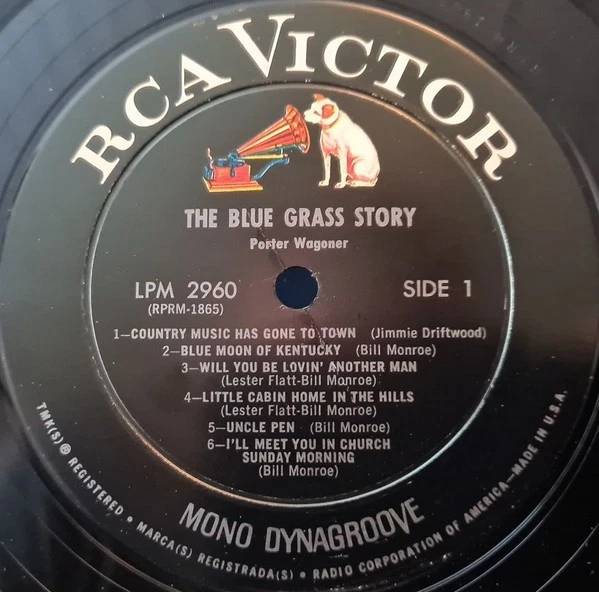 RCA VICTOR
THE BLUE GRASS STORY
Porter Wagoner
LPM 2960
(RPRM-1865)
SIDE 1
1—COUNTRY MUSIC HAS GONE TO TOWN (Jimmie Driftwood)
2—BLUE MOON OF KENTUCKY (Bill Monroe)
3—WILL YOU BE LOVIN' ANOTHER MAN
(Lester Flatt-Bill Monroe)
4—LITTLE CABIN HOME IN THE HILLS
(Lester Flatt-Bill Monroe)
5—UNCLE PEN (Bill Monroe)
6—I'LL MEET YOU IN CHURCH
SUNDAY MORNING
(Bill Monroe)
MONO DYNAGROOVE
TMK(S) ® REGISTERED • MARCA(S) REGISTRADA(S) • RADIO CORPORATION OF AMERICA—MADE IN U.S.A.